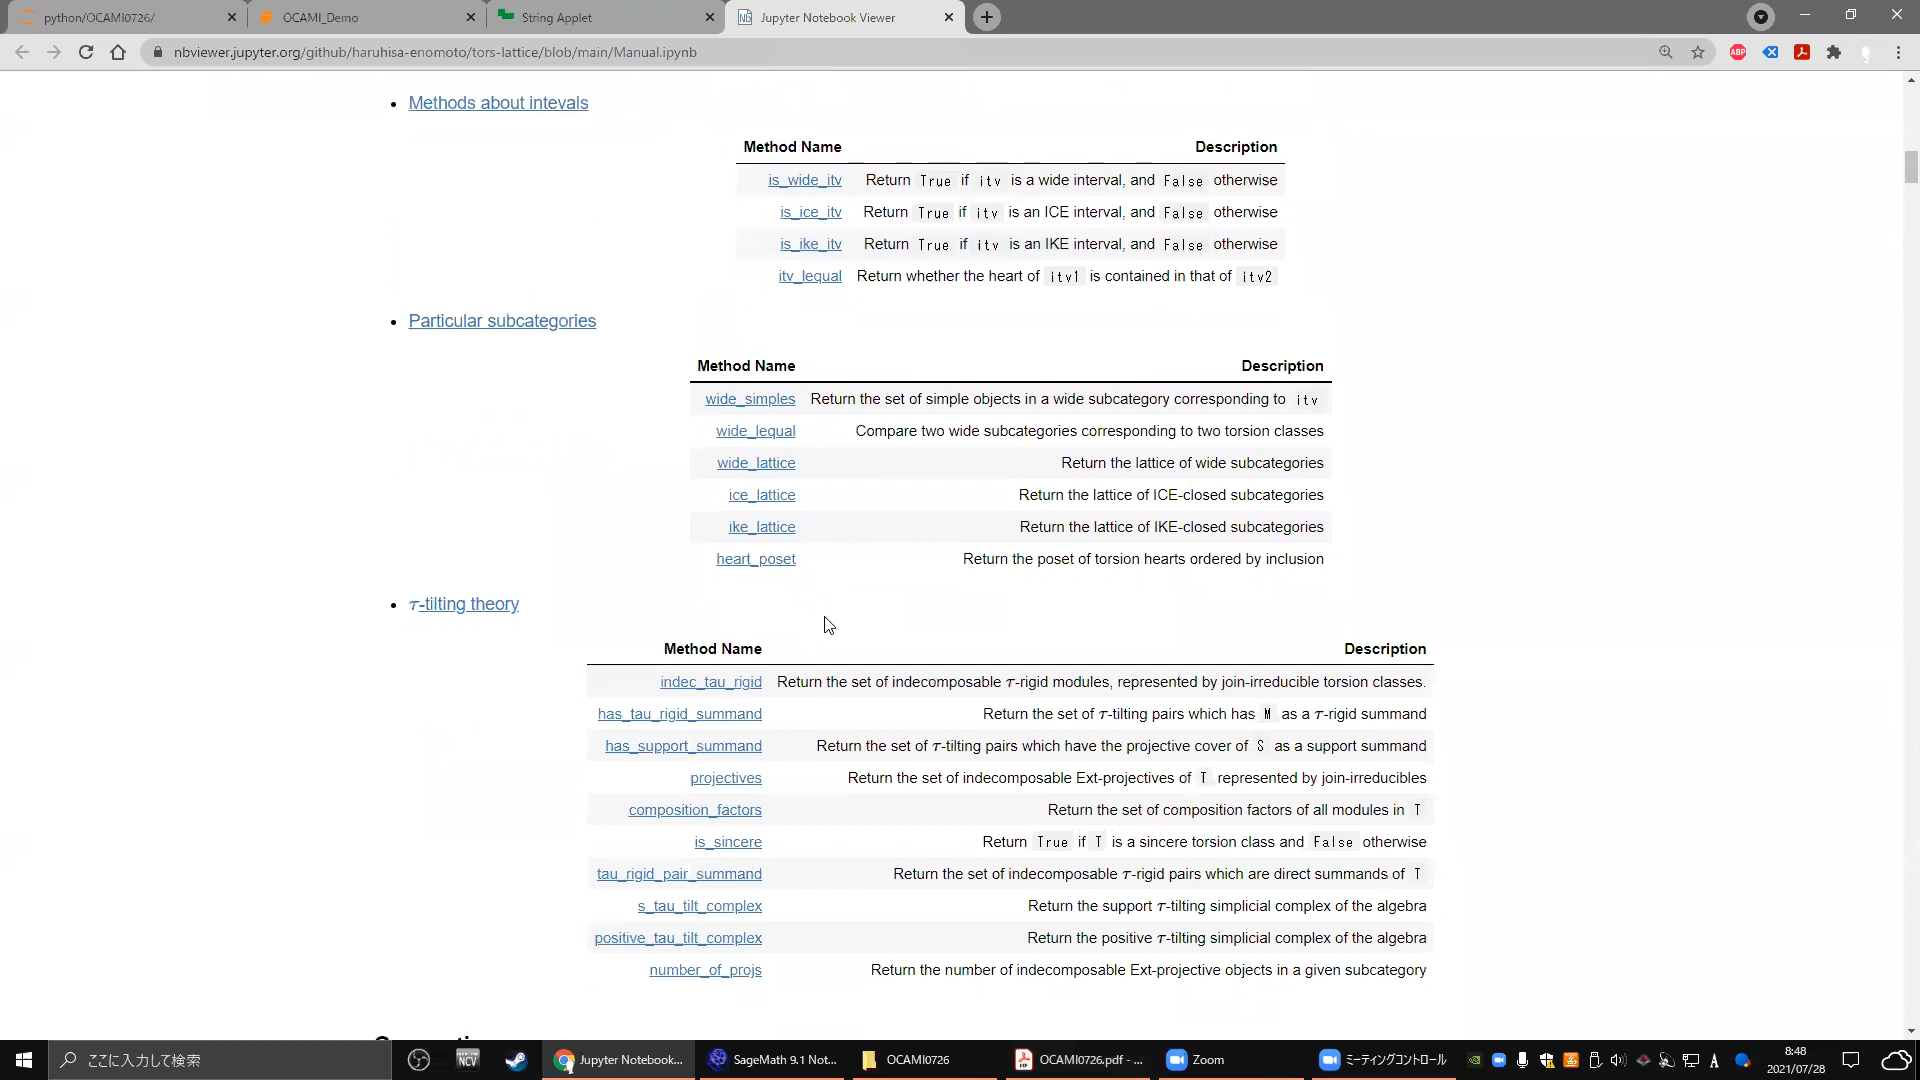 python/OCAMI0726/
OCAMI_Demo
String Applet
Jupyter Notebook Viewer
nbviewer.jupyter.org/github/haruhisa-enomoto/tors-lattice/blob/main/Manual.ipynb
Methods about intevals
Method Name Description
is_wide_itv Return True if itv is a wide interval, and False otherwise
is_ice_itv Return True if itv is an ICE interval, and False otherwise
is_ike_itv Return True if itv is an IKE interval, and False otherwise
itv_lequal Return whether the heart of itv1 is contained in that of itv2
Particular subcategories
Method Name Description
wide_simples Return the set of simple objects in a wide subcategory corresponding to itv
wide_lequal Compare two wide subcategories corresponding to two torsion classes
wide_lattice Return the lattice of wide subcategories
ice_lattice Return the lattice of ICE-closed subcategories
ike_lattice Return the lattice of IKE-closed subcategories
heart_poset Return the poset of torsion hearts ordered by inclusion
τ-tilting theory
Method Name Description
indec_tau_rigid Return the set of indecomposable τ-rigid modules, represented by join-irreducible torsion classes.
has_tau_rigid_summand Return the set of τ-tilting pairs which has M as a τ-rigid summand
has_support_summand Return the set of τ-tilting pairs which have the projective cover of S as a support summand
projectives Return the set of indecomposable Ext-projectives of T represented by join-irreducibles
composition_factors Return the set of composition factors of all modules in T
is_sincere Return True if T is a sincere torsion class and False otherwise
tau_rigid_pair_summand Return the set of indecomposable τ-rigid pairs which are direct summands of T
s_tau_tilt_complex Return the support τ-tilting simplicial complex of the algebra
positive_tau_tilt_complex Return the positive τ-tilting simplicial complex of the algebra
number_of_projs Return the number of indecomposable Ext-projective objects in a given subcategory
ここに入力して検索
NCV
Jupyter Notebook...
SageMath 9.1 Not...
OCAMI0726
OCAMI0726.pdf - ...
Zoom
ミーティングコントロール
A
8:48
2021/07/28